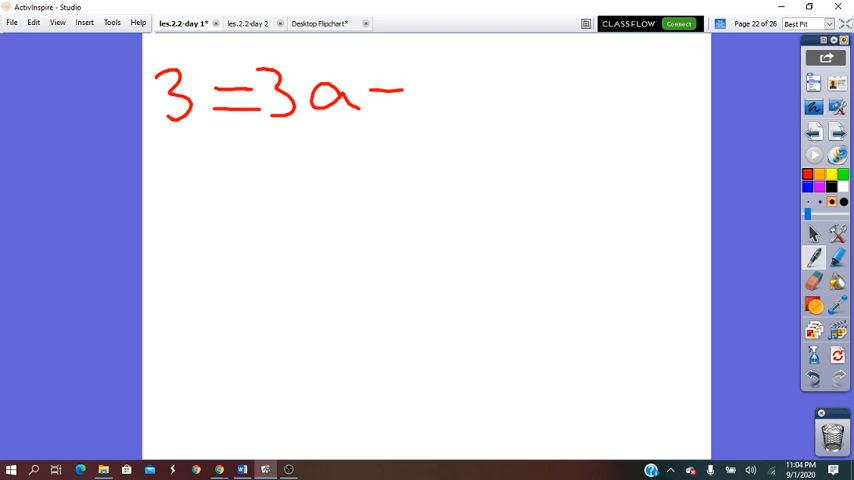 ActivInspire - Studio
File Edit View Insert Tools Help
les.2.2-day 1*
les.2.2-day 2
Desktop Flipchart*
CLASSFLOW Connect
Page 22 of 26
Best Fit
3 = 3a -
11:04 PM
9/1/2020